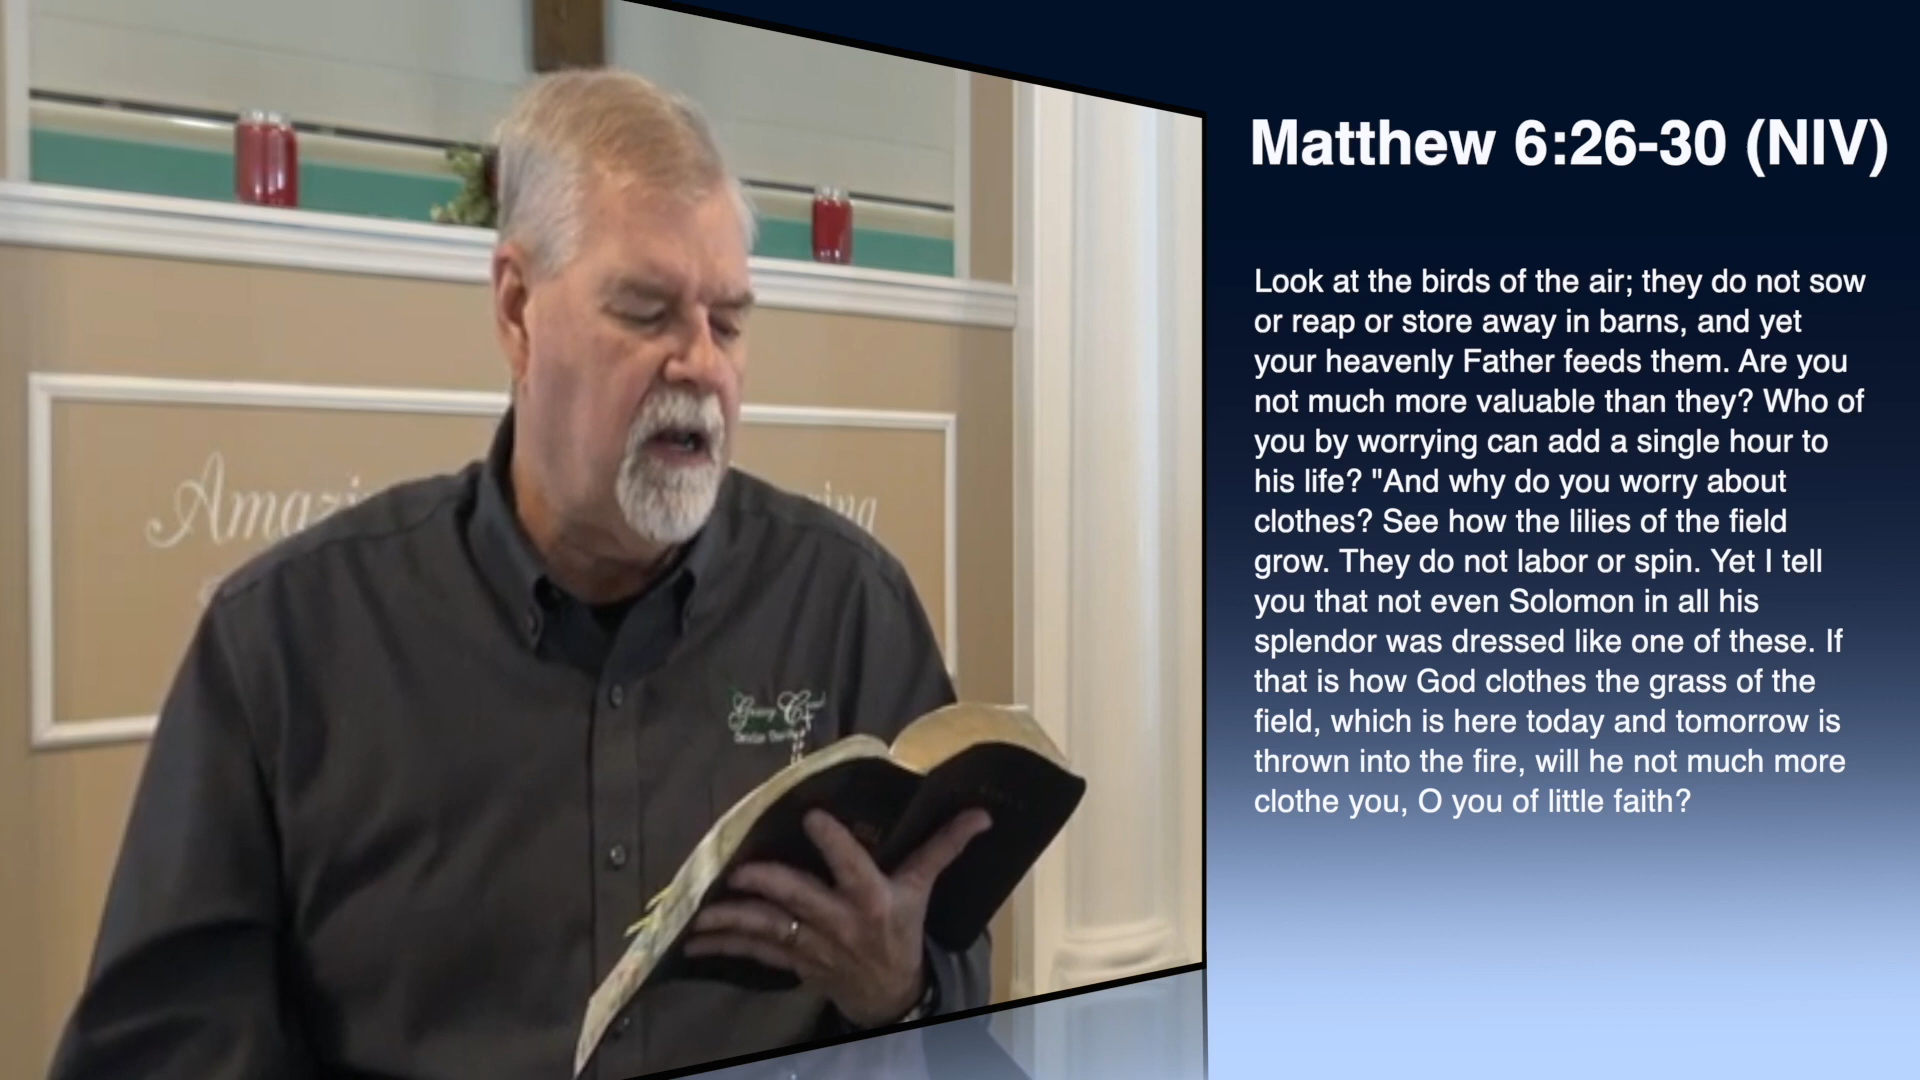 Matthew 6:26-30 (NIV)
Look at the birds of the air; they do not sow
or reap or store away in barns, and yet
your heavenly Father feeds them. Are you
not much more valuable than they? Who of
you by worrying can add a single hour to
his life? "And why do you worry about
clothes? See how the lilies of the field
grow. They do not labor or spin. Yet I tell
you that not even Solomon in all his
splendor was dressed like one of these. If
that is how God clothes the grass of the
field, which is here today and tomorrow is
thrown into the fire, will he not much more
clothe you, O you of little faith?